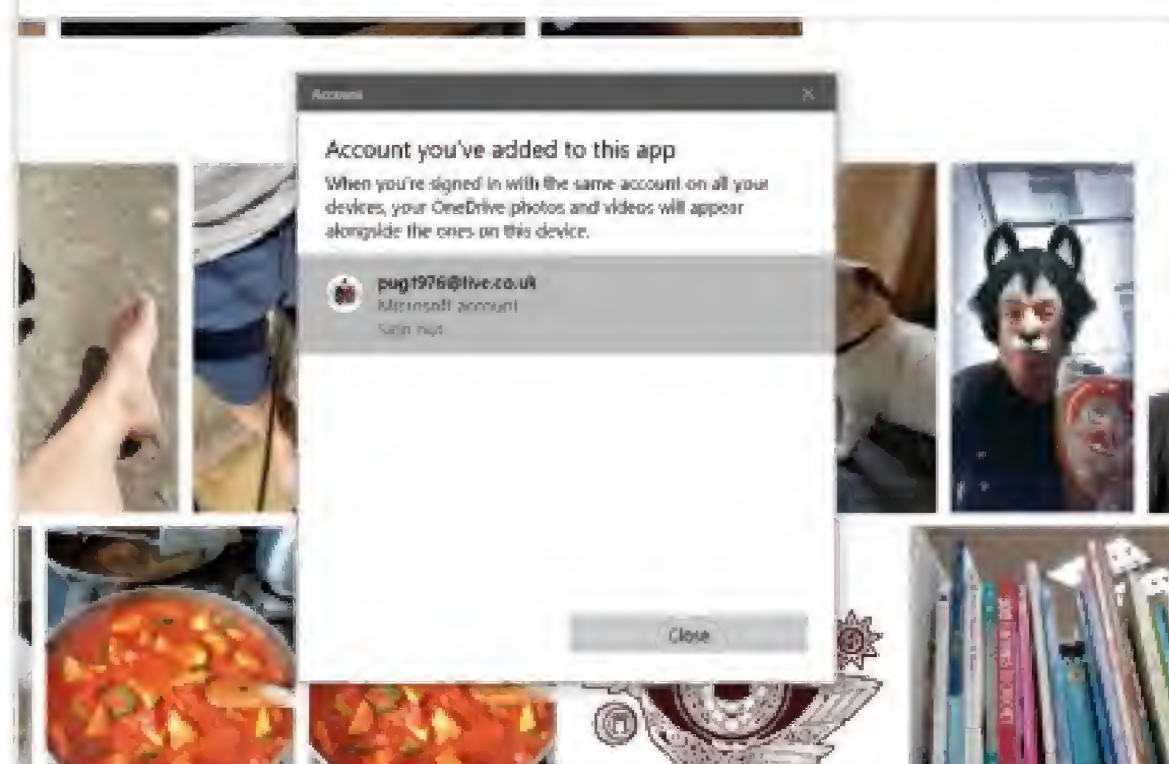 Account
Account you've added to this app
When you're signed in with the same account on all your
devices, your OneDrive photos and videos will appear
alongside the ones on this device.
pug1976@live.co.uk
Microsoft account
Sign out
Close